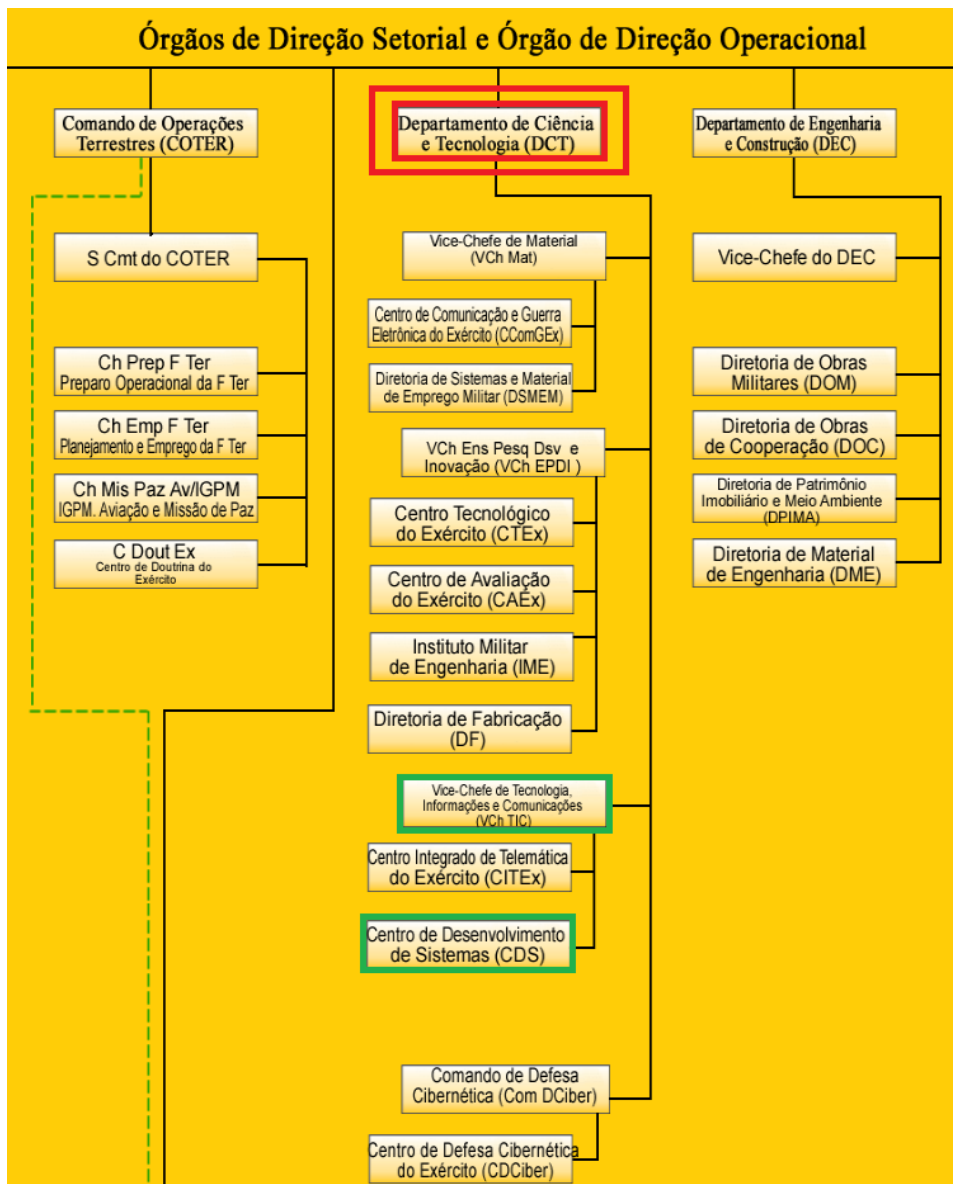 Órgãos de Direção Setorial e Órgão de Direção Operacional
Comando de Operações
Terrestres (COTER)
S Cmt do COTER
Ch Prep F Ter
Preparo Operacional da F Ter
Ch Emp F Ter
Planejamento e Emprego da F Ter
Ch Mis Paz Av/IGPM
IGPM. Aviação e Missão de Paz
C Dout Ex
Centro de Doutrina do
Exército
Departamento de Ciência
e Tecnologia (DCT)
Vice-Chefe de Material
(VCh Mat)
Centro de Comunicação e Guerra
Eletrônica do Exército (CComGEx)
Diretoria de Sistemas e Material
de Emprego Militar (DSMEM)
VCh Ens Pesq Dsv e
Inovação (VCh EPDI )
Centro Tecnológico
do Exército (CTEx)
Centro de Avaliação
do Exército (CAEx)
Instituto Militar
de Engenharia (IME)
Diretoria de Fabricação
(DF)
Vice-Chefe de Tecnologia,
Informações e Comunicações
(VCh TIC)
Centro Integrado de Telemática
do Exército (CITEx)
Centro de Desenvolvimento
de Sistemas (CDS)
Comando de Defesa
Cibernética (Com DCiber)
Centro de Defesa Cibernética
do Exército (CDCiber)
Departamento de Engenharia
e Construção (DEC)
Vice-Chefe do DEC
Diretoria de Obras
Militares (DOM)
Diretoria de Obras
de Cooperação (DOC)
Diretoria de Patrimônio
Imobiliário e Meio Ambiente
(DPIMA)
Diretoria de Material
de Engenharia (DME)